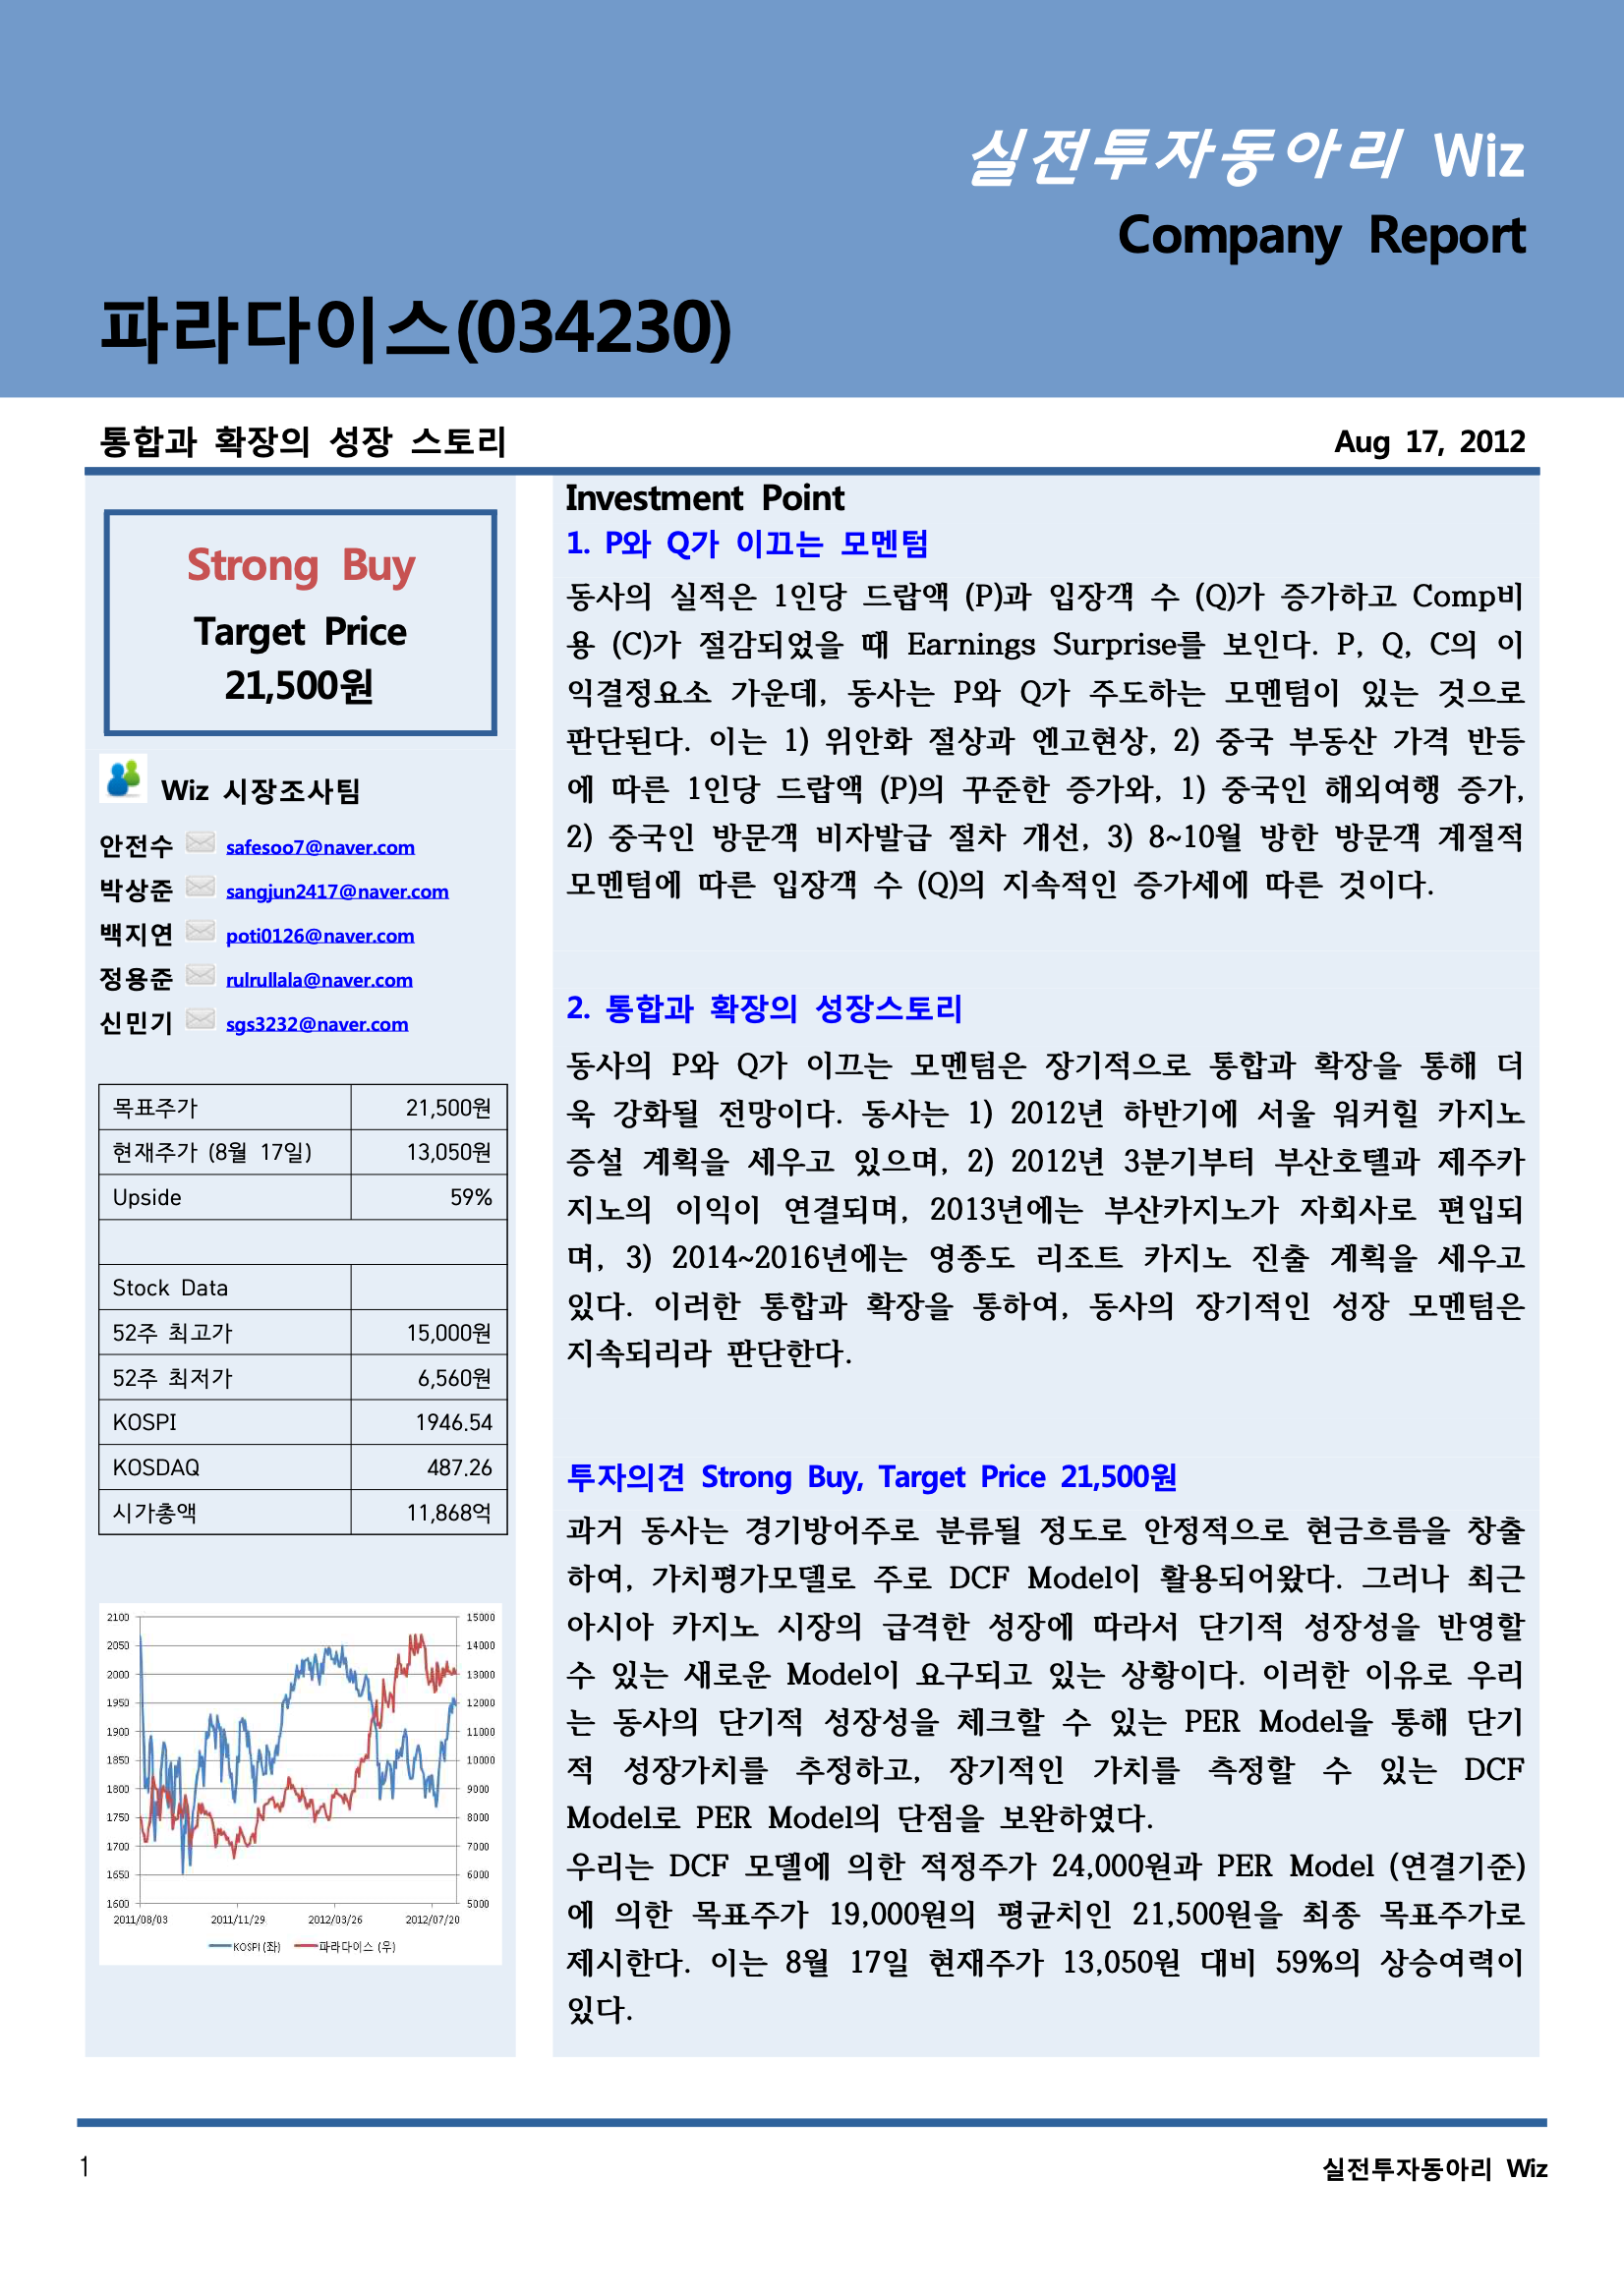 실전투자동아리 Wiz
Company Report
파라다이스(034230)
통합과 확장의 성장 스토리
Aug 17, 2012
Strong Buy
Target Price
21,500원
Wiz 시장조사팀
안전수 safesoo7@naver.com
박상준 sangjun2417@naver.com
백지연 poti0126@naver.com
정용준 rulrullala@naver.com
신민기 sgs3232@naver.com
목표주가 21,500원
현재주가 (8월 17일) 13,050원
Upside 59%
Stock Data
52주 최고가 15,000원
52주 최저가 6,560원
KOSPI 1946.54
KOSDAQ 487.26
시가총액 11,868억
2100 15000
2050 14000
2000 13000
1950 12000
1900 11000
1850 10000
1800 9000
1750 8000
1700 7000
1650 6000
1600 5000
2011/08/03 2011/11/29 2012/03/26 2012/07/20
KOSPI (좌) 파라다이스 (우)
Investment Point
1. P와 Q가 이끄는 모멘텀
동사의 실적은 1인당 드랍액 (P)과 입장객 수 (Q)가 증가하고 Comp비
용 (C)가 절감되었을 때 Earnings Surprise를 보인다. P, Q, C의 이
익결정요소 가운데, 동사는 P와 Q가 주도하는 모멘텀이 있는 것으로
판단된다. 이는 1) 위안화 절상과 엔고현상, 2) 중국 부동산 가격 반등
에 따른 1인당 드랍액 (P)의 꾸준한 증가와, 1) 중국인 해외여행 증가,
2) 중국인 방문객 비자발급 절차 개선, 3) 8~10월 방한 방문객 계절적
모멘텀에 따른 입장객 수 (Q)의 지속적인 증가세에 따른 것이다.
2. 통합과 확장의 성장스토리
동사의 P와 Q가 이끄는 모멘텀은 장기적으로 통합과 확장을 통해 더
욱 강화될 전망이다. 동사는 1) 2012년 하반기에 서울 워커힐 카지노
증설 계획을 세우고 있으며, 2) 2012년 3분기부터 부산호텔과 제주카
지노의 이익이 연결되며, 2013년에는 부산카지노가 자회사로 편입되
며, 3) 2014~2016년에는 영종도 리조트 카지노 진출 계획을 세우고
있다. 이러한 통합과 확장을 통하여, 동사의 장기적인 성장 모멘텀은
지속되리라 판단한다.
투자의견 Strong Buy, Target Price 21,500원
과거 동사는 경기방어주로 분류될 정도로 안정적으로 현금흐름을 창출
하여, 가치평가모델로 주로 DCF Model이 활용되어왔다. 그러나 최근
아시아 카지노 시장의 급격한 성장에 따라서 단기적 성장성을 반영할
수 있는 새로운 Model이 요구되고 있는 상황이다. 이러한 이유로 우리
는 동사의 단기적 성장성을 체크할 수 있는 PER Model을 통해 단기
적 성장가치를 추정하고, 장기적인 가치를 측정할 수 있는 DCF
Model로 PER Model의 단점을 보완하였다.
우리는 DCF 모델에 의한 적정주가 24,000원과 PER Model (연결기준)
에 의한 목표주가 19,000원의 평균치인 21,500원을 최종 목표주가로
제시한다. 이는 8월 17일 현재주가 13,050원 대비 59%의 상승여력이
있다.
1
실전투자동아리 Wiz